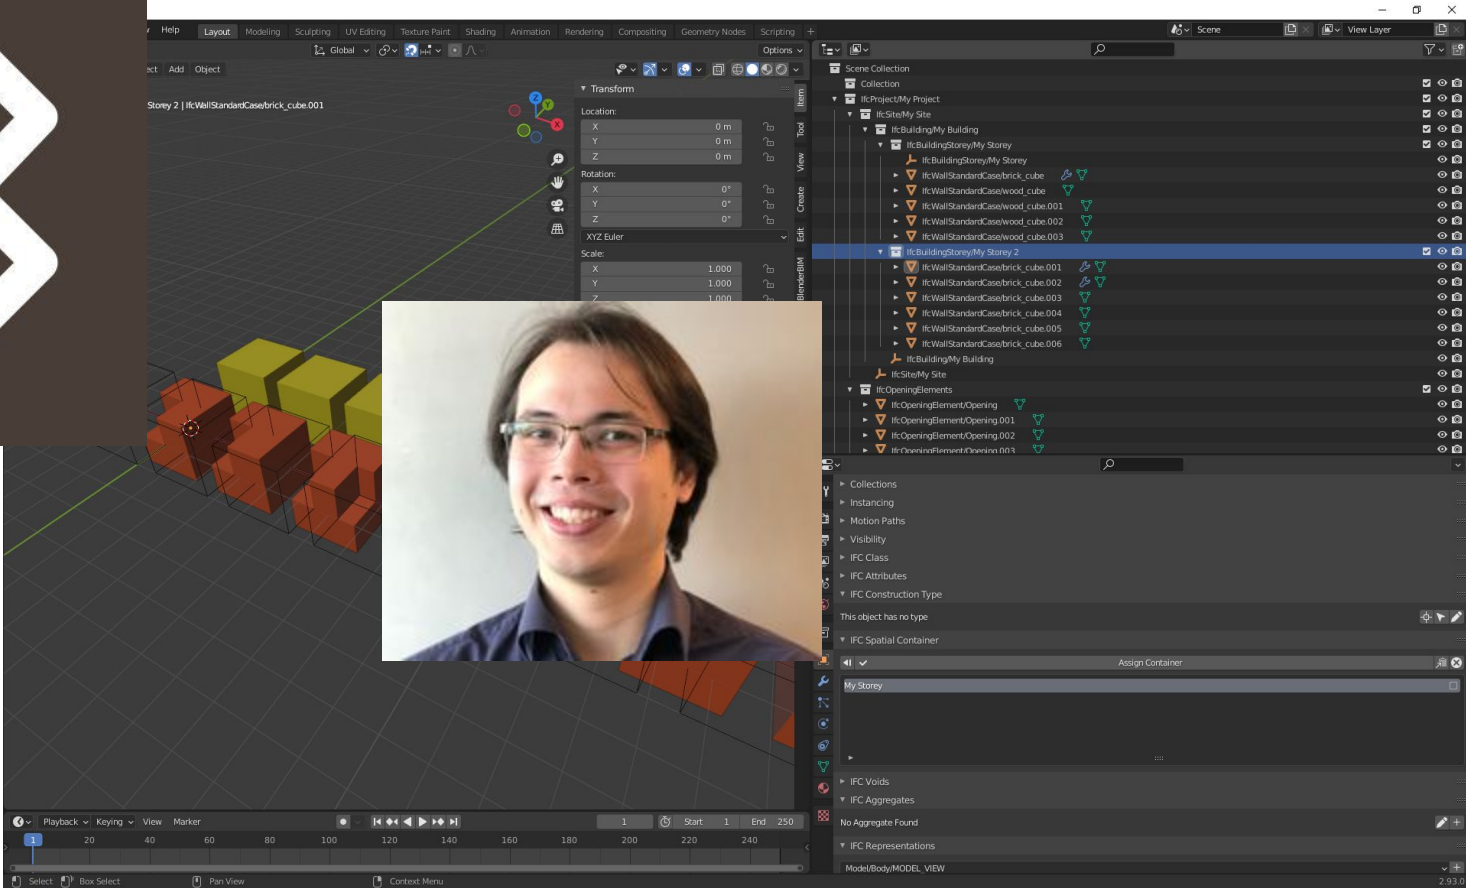 Help
Layout Modeling Sculpting UV Editing Texture Paint Shading Animation Rendering Compositing Geometry Nodes Scripting +
Scene View Layer
Global Options
ect Add Object
Storey 2 | IfcWallStandardCase/brick_cube.001
Z
Y
X
Transform
Location:
X 0 m
Y 0 m
Z 0 m
Rotation:
X 0°
Y 0°
Z 0°
XYZ Euler
Scale:
X 1.000
Y 1.000
Z 1.000
Item
Tool
View
Create
Edit
BlenderBIM
Scene Collection
Collection
IfcProject/My Project
IfcSite/My Site
IfcBuilding/My Building
IfcBuildingStorey/My Storey
IfcBuildingStorey/My Storey
IfcWallStandardCase/brick_cube
IfcWallStandardCase/wood_cube
IfcWallStandardCase/wood_cube.001
IfcWallStandardCase/wood_cube.002
IfcWallStandardCase/wood_cube.003
IfcBuildingStorey/My Storey 2
IfcWallStandardCase/brick_cube.001
IfcWallStandardCase/brick_cube.002
IfcWallStandardCase/brick_cube.003
IfcWallStandardCase/brick_cube.004
IfcWallStandardCase/brick_cube.005
IfcWallStandardCase/brick_cube.006
IfcBuilding/My Building
IfcSite/My Site
IfcOpeningElements
IfcOpeningElement/Opening
IfcOpeningElement/Opening.001
IfcOpeningElement/Opening.002
IfcOpeningElement/Opening.003
Collections
Instancing
Motion Paths
Visibility
IFC Class
IFC Attributes
IFC Construction Type
This object has no type
IFC Spatial Container
Assign Container
My Storey
IFC Voids
IFC Aggregates
No Aggregate Found
IFC Representations
Model/Body/MODEL_VIEW
Playback Keying View Marker 1 Start 1 End 250
1 20 40 60 80 100 120 140 160 180 200 220 240
Select Box Select Pan View Context Menu 2.93.0